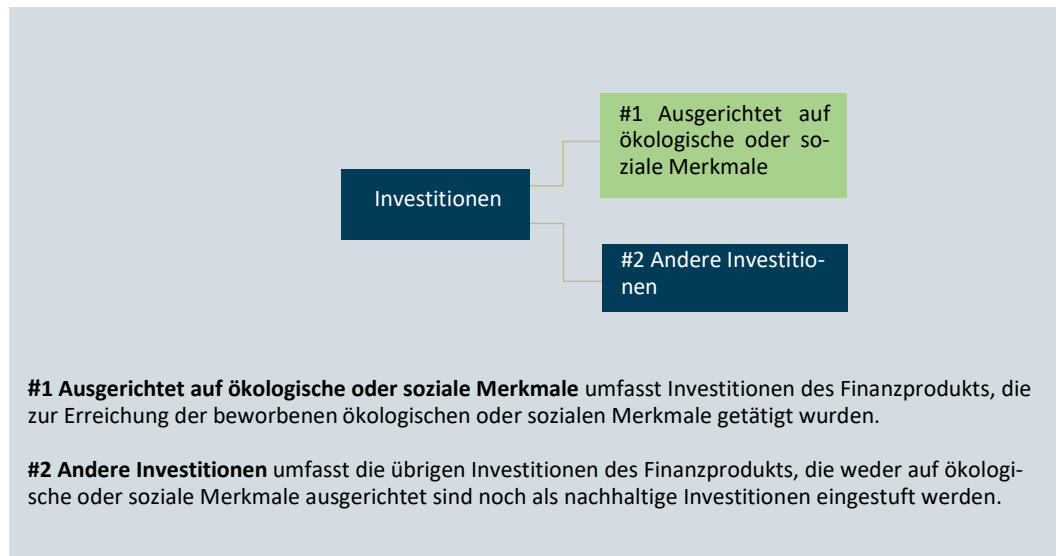 #1 Ausgerichtet auf
ökologische oder so-
ziale Merkmale
Investitionen
#2 Andere Investitio-
nen
#1 Ausgerichtet auf ökologische oder soziale Merkmale umfasst Investitionen des Finanzprodukts, die
zur Erreichung der beworbenen ökologischen oder sozialen Merkmale getätigt wurden.
#2 Andere Investitionen umfasst die übrigen Investitionen des Finanzprodukts, die weder auf ökologi-
sche oder soziale Merkmale ausgerichtet sind noch als nachhaltige Investitionen eingestuft werden.